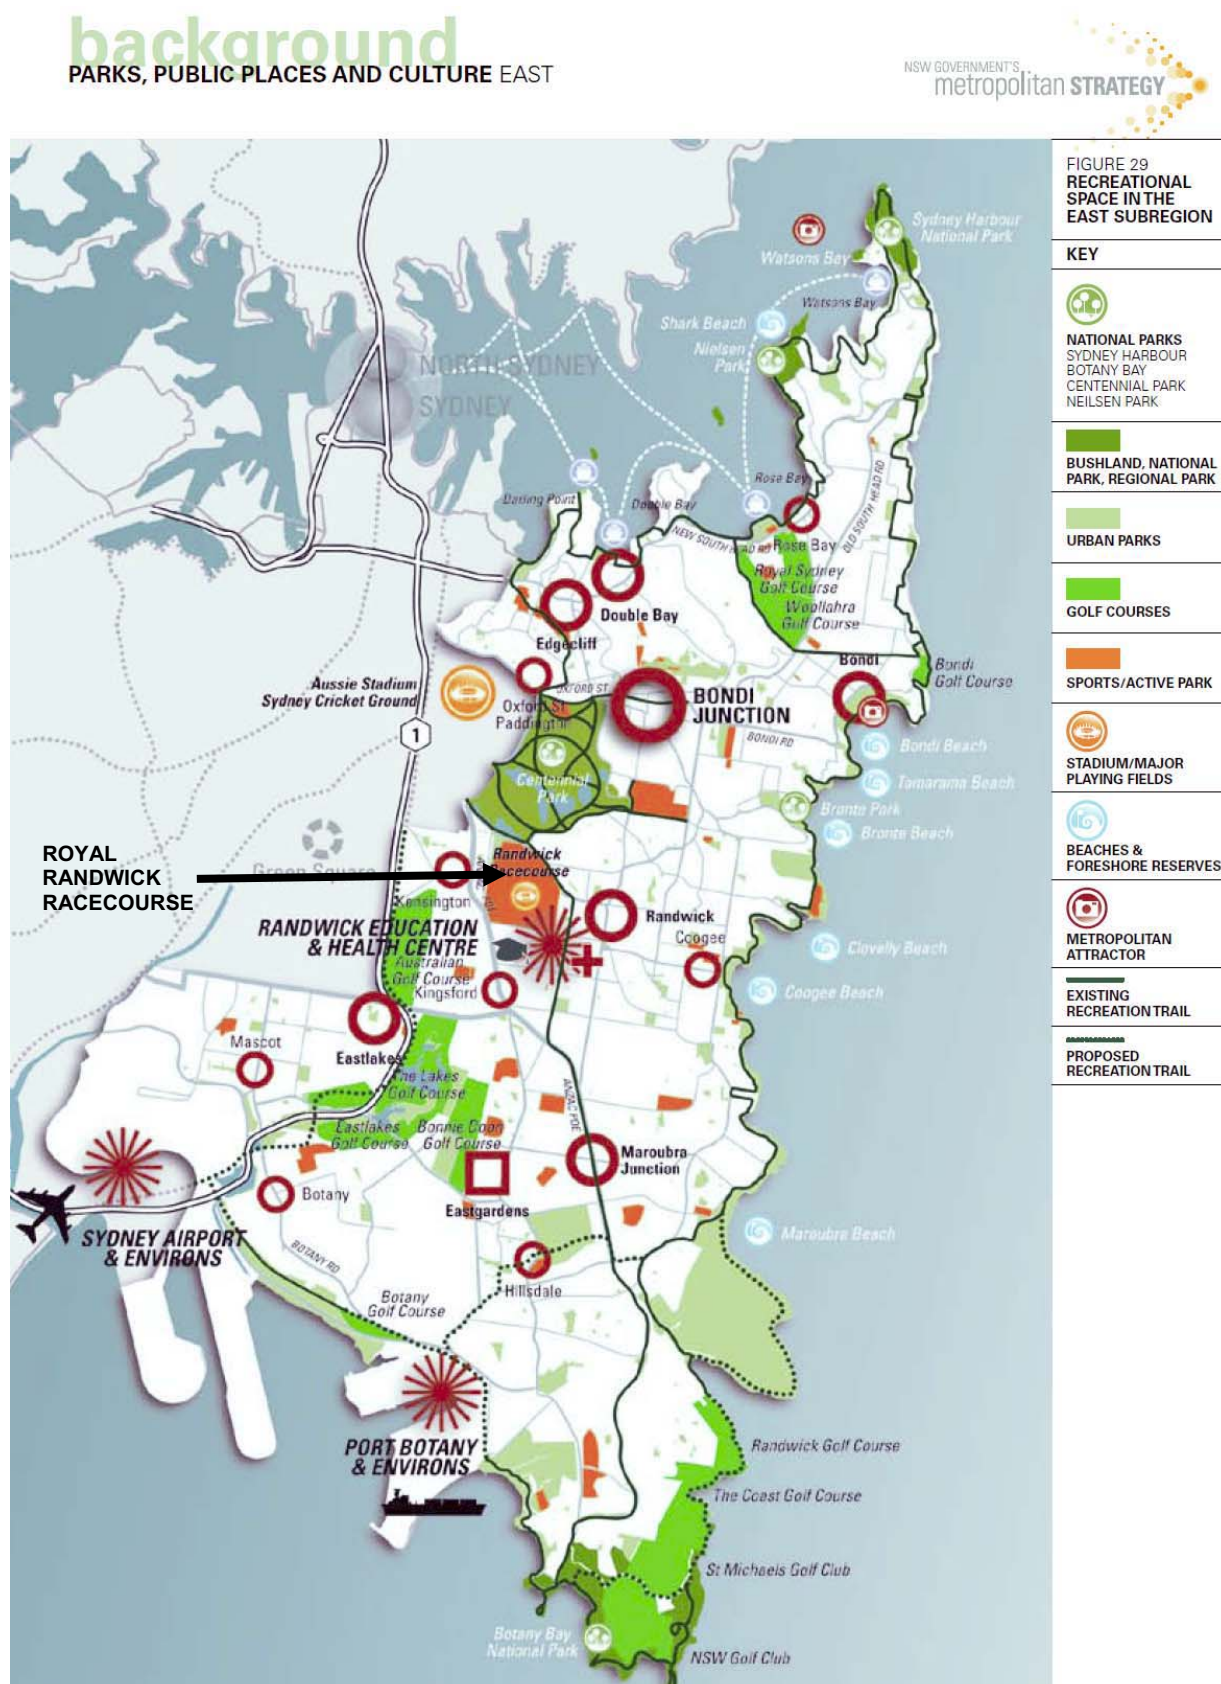 background
PARKS, PUBLIC PLACES AND CULTURE EAST
NSW GOVERNMENT'S
metropolitan STRATEGY
FIGURE 29
RECREATIONAL
SPACE IN THE
EAST SUBREGION
KEY
NATIONAL PARKS
SYDNEY HARBOUR
BOTANY BAY
CENTENNIAL PARK
NEILSEN PARK
BUSHLAND, NATIONAL
PARK, REGIONAL PARK
URBAN PARKS
GOLF COURSES
SPORTS/ACTIVE PARK
STADIUM/MAJOR
PLAYING FIELDS
BEACHES &
FORESHORE RESERVES
METROPOLITAN
ATTRACTOR
EXISTING
RECREATION TRAIL
PROPOSED
RECREATION TRAIL
Sydney Harbour
National Park
Watsons Bay
Watsons Bay
Shark Beach
Nielsen
Park
NORTH SYDNEY
SYDNEY
Darling Point
Double Bay
Rose Bay
NEW SOUTH HEAD RD
OLD SOUTH HEAD RD
Rose Bay
Royal Sydney
Golf Course
Woollahra
Golf Course
Double Bay
Edgecliff
Bondi
Bondi
Golf Course
Aussie Stadium
Sydney Cricket Ground
OXFORD ST
Oxford St
Paddington
BONDI
JUNCTION
BONDI RD
1
Bondi Beach
Tamarama Beach
Centennial
Park
Bronte Park
Bronte Beach
ROYAL
RANDWICK
RACECOURSE
Green Square
Randwick
Racecourse
Kensington
RANDWICK EDUCATION
& HEALTH CENTRE
Randwick
Coogee
Clovelly Beach
Australian
Golf Course
Kingsford
Coogee Beach
Mascot
Eastlakes
The Lakes
Golf Course
ANZAC PDE
Eastlakes
Golf Course
Bonnie Doon
Golf Course
Maroubra
Junction
Botany
Eastgardens
SYDNEY AIRPORT
& ENVIRONS
Maroubra Beach
BOTANY RD
Hillsdale
Botany
Golf Course
PORT BOTANY
& ENVIRONS
Randwick Golf Course
The Coast Golf Course
St Michaels Golf Club
Botany Bay
National Park
NSW Golf Club